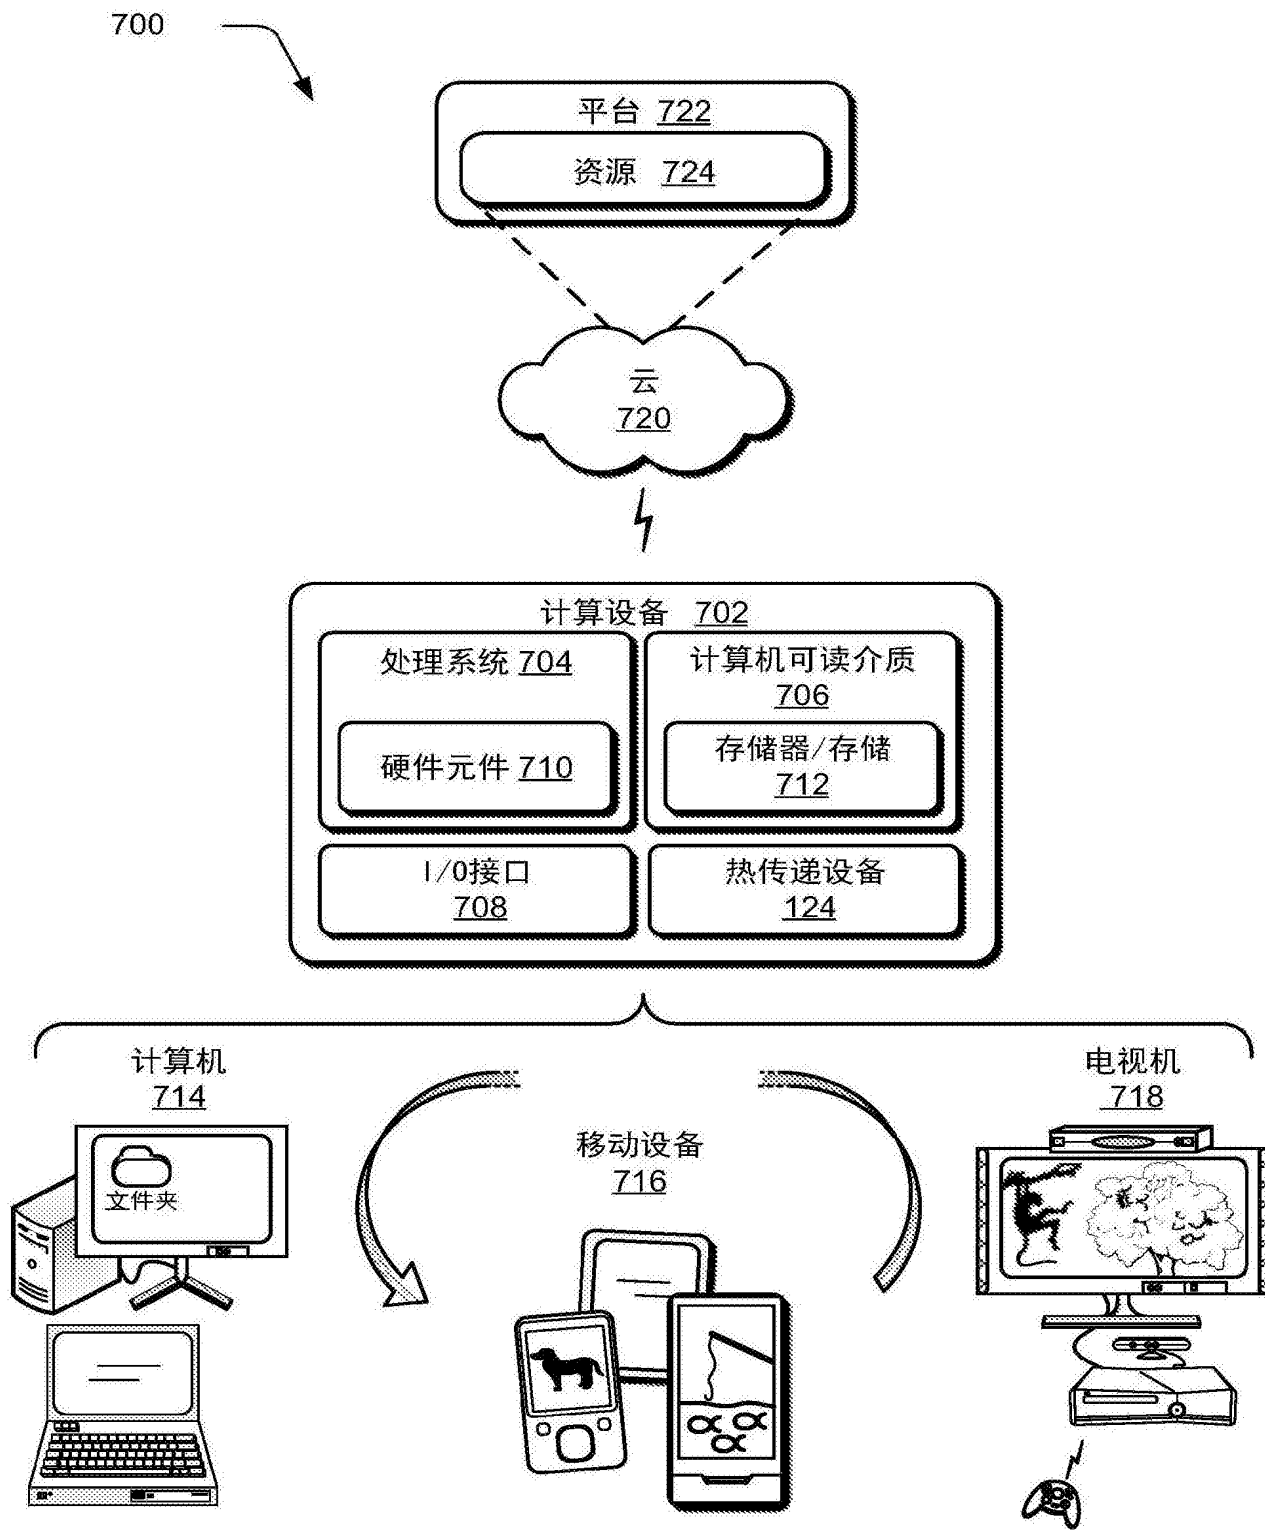 700
平台 722
资源 724
云
720
计算设备 702
处理系统 704
硬件元件 710
计算机可读介质
706
存储器/存储
712
I/O接口
708
热传递设备
124
计算机
714
文件夹
移动设备
716
电视机
718